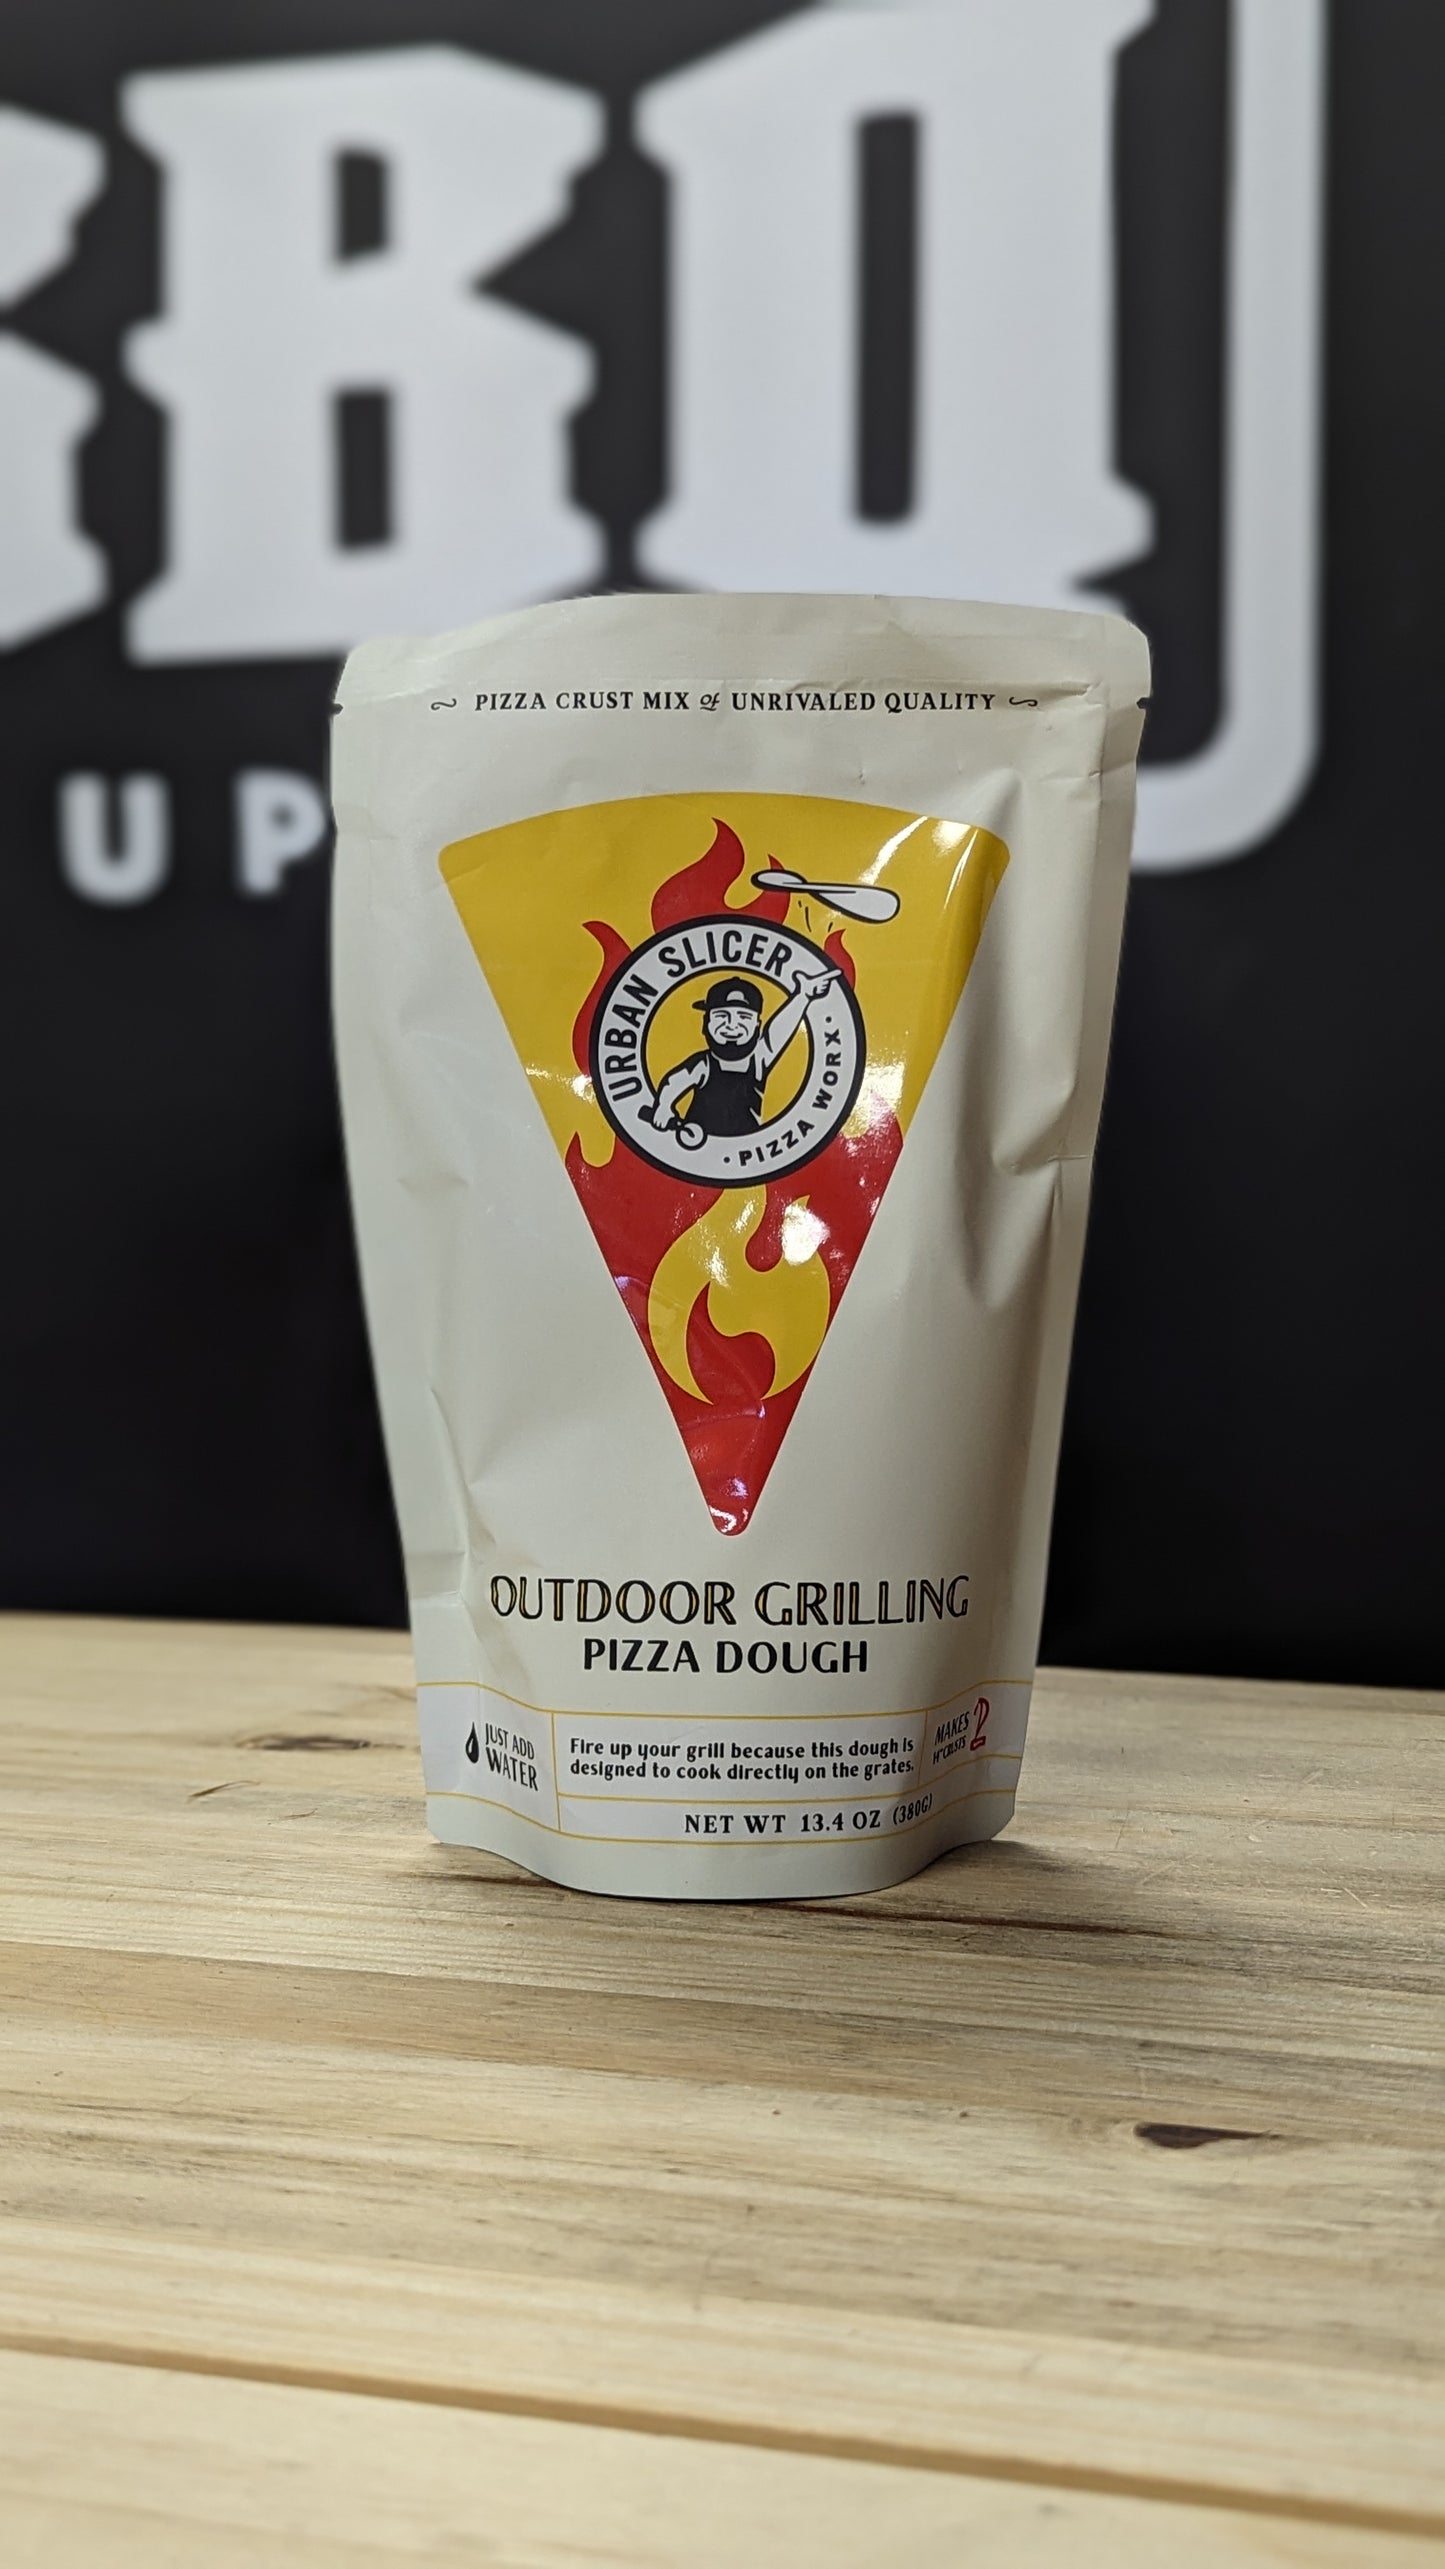 BBQ
UP
~ PIZZA CRUST MIX of UNRIVALED QUALITY ~
URBAN SLICER
· PIZZA WORX ·
OUTDOOR GRILLING
PIZZA DOUGH
JUST ADD
WATER
Fire up your grill because this dough is
designed to cook directly on the grates.
MAKES 2
NET WT 13.4 OZ (380G)